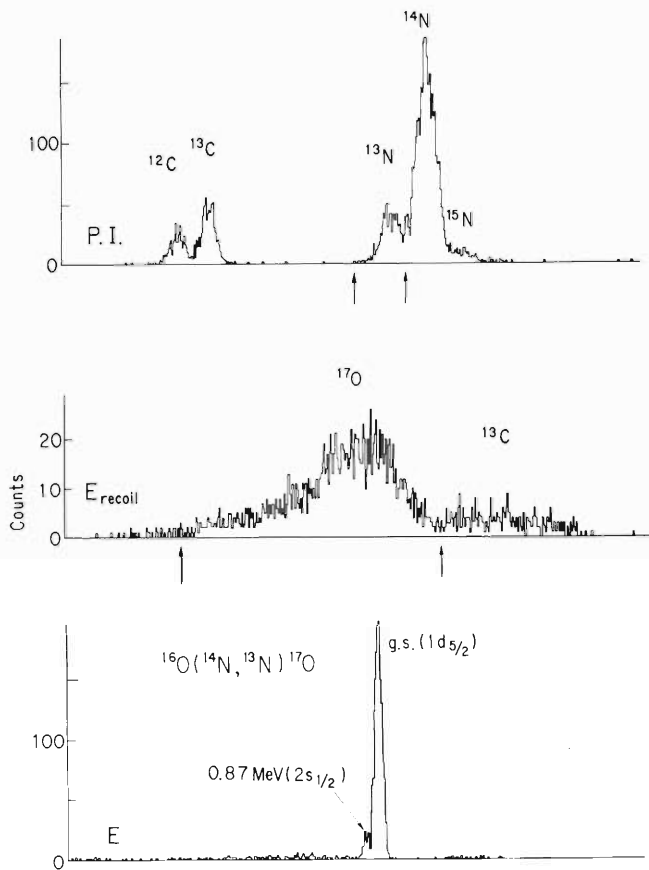 ¹⁴N
100
¹²C
¹³C
¹³N
¹⁵N
P.I.
0
¹⁷O
20
¹³C
10
E_recoil
Counts
0
¹⁶O(¹⁴N, ¹³N)¹⁷O
g.s.(1d₅/₂)
100
0.87 MeV(2s₁/₂)
E
0